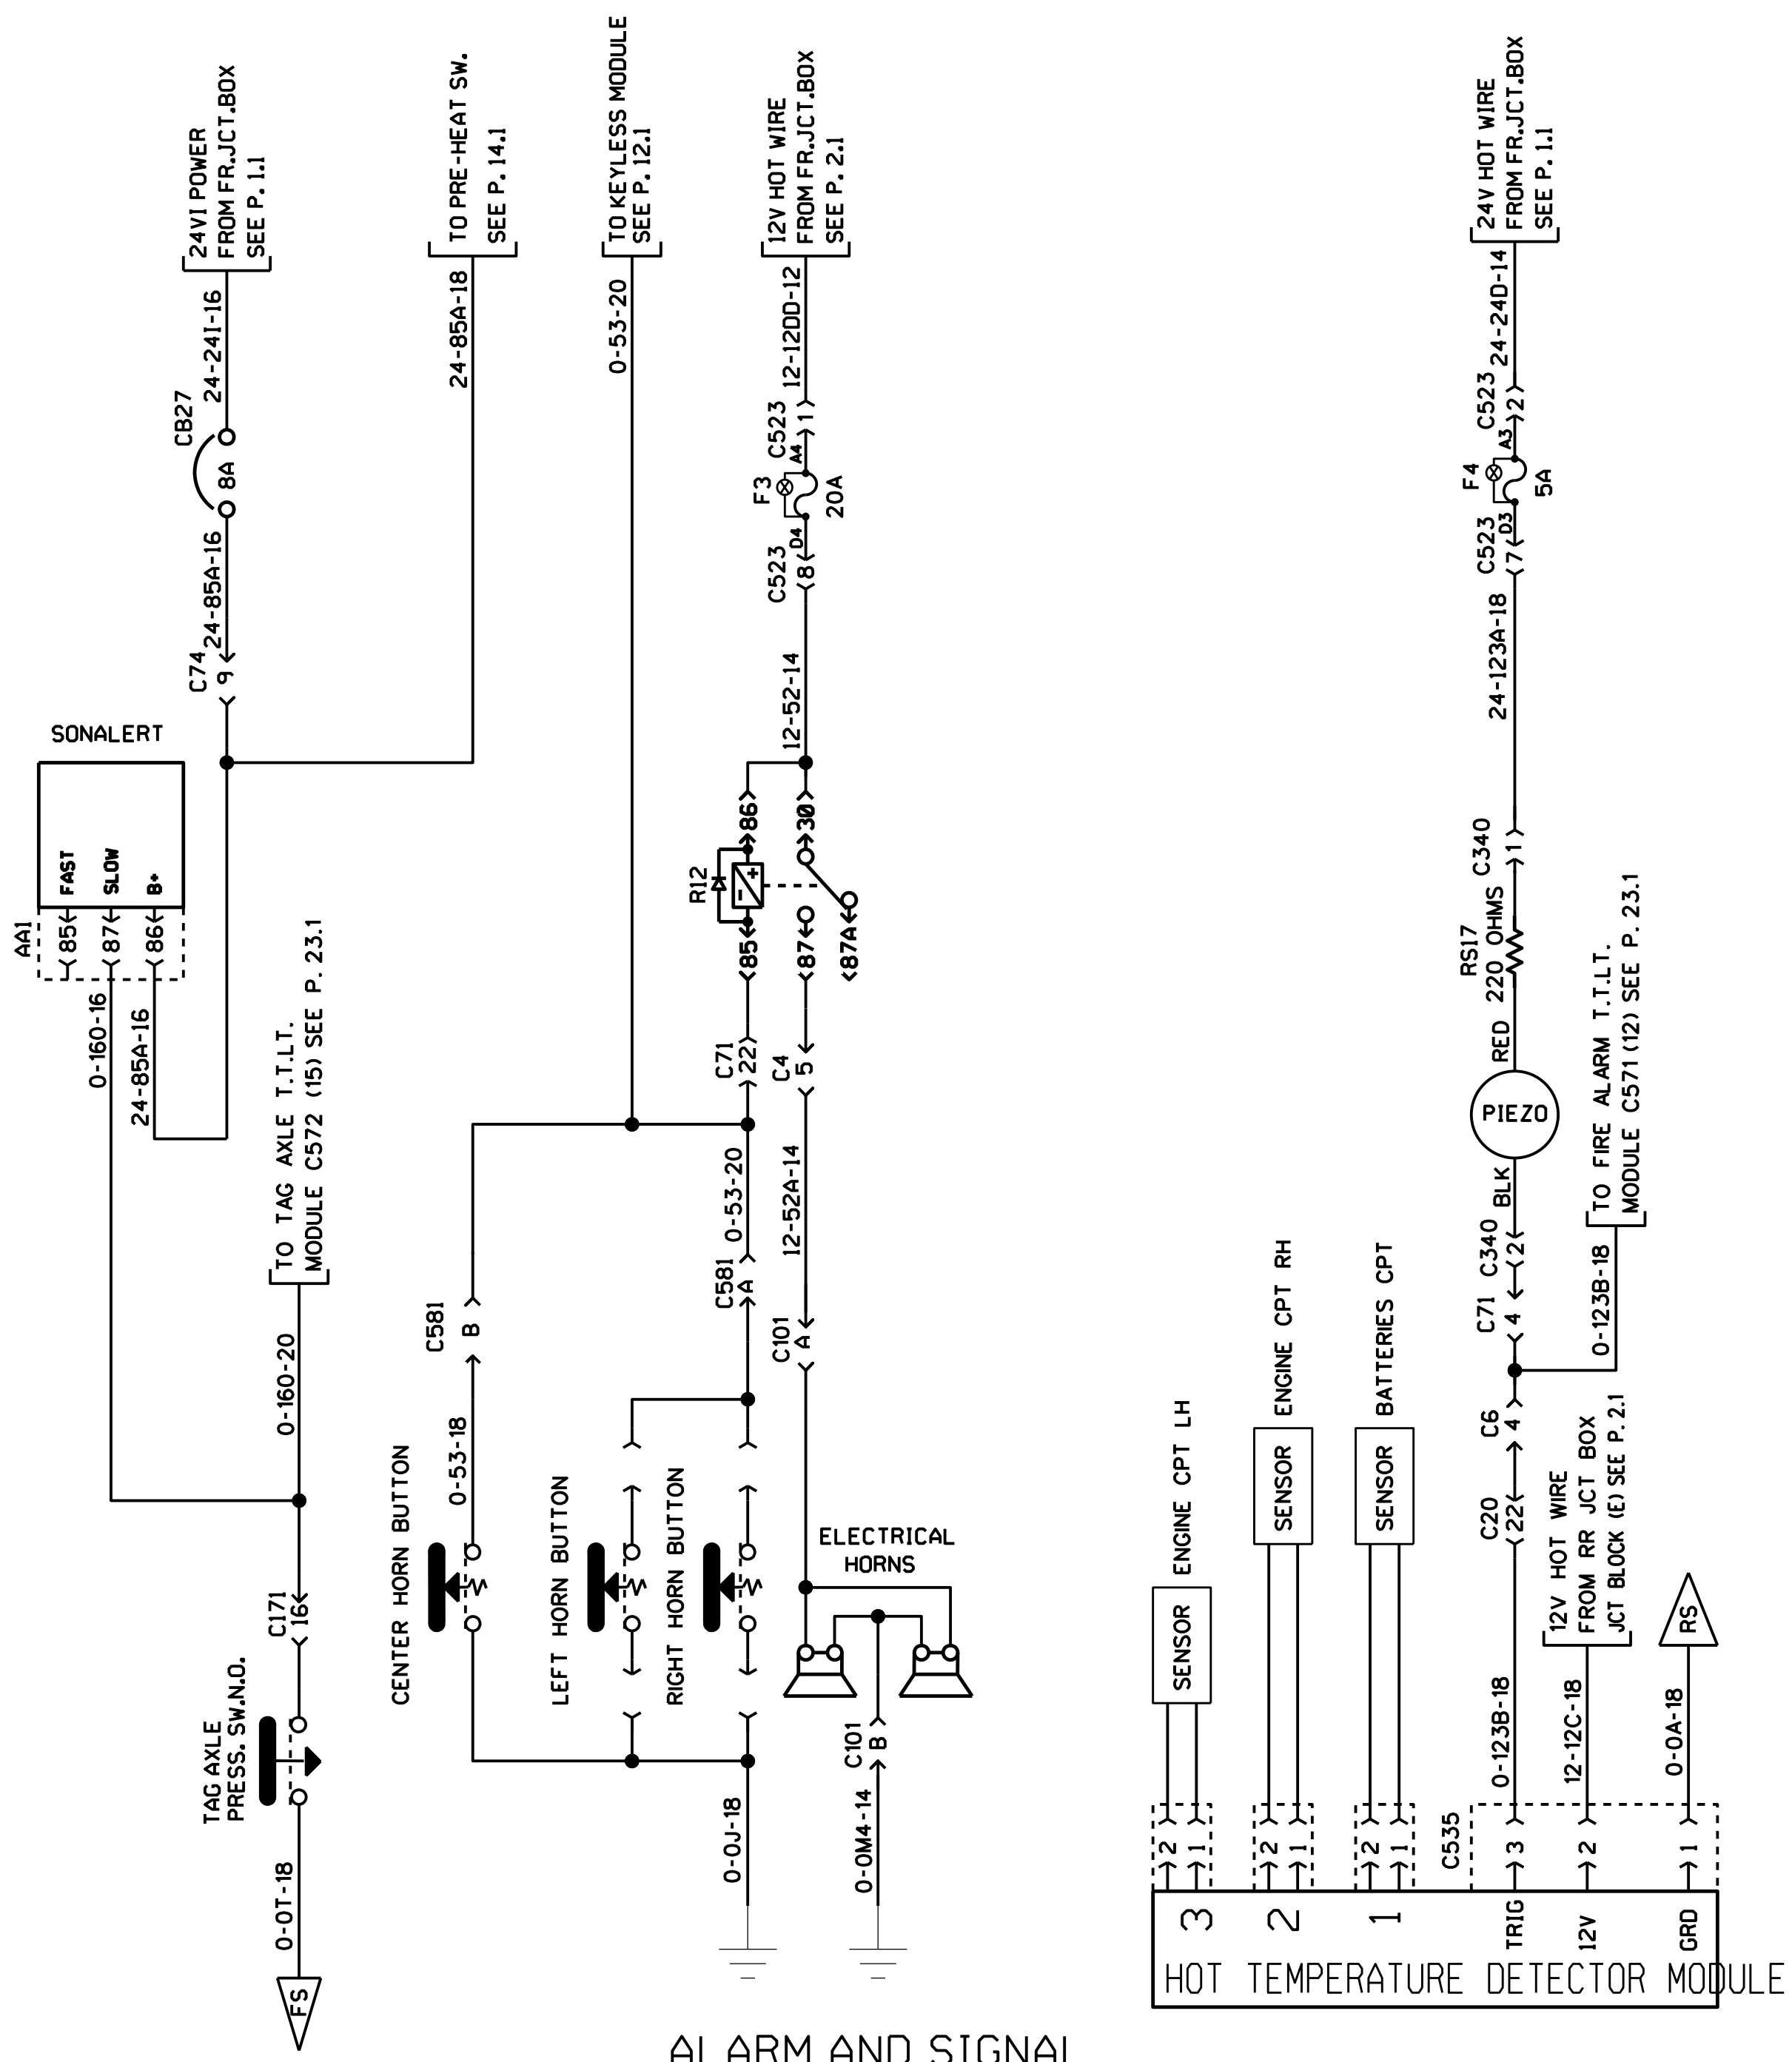 24VI POWER
FROM FR.JCT.BOX
SEE P. 1.1
24-24I-16
CB27
8A
24-85A-16
C74
9
TO PRE-HEAT SW.
SEE P. 14.1
24-85A-18
TO KEYLESS MODULE
SEE P. 12.1
0-53-20
12V HOT WIRE
FROM FR.JCT.BOX
SEE P. 2.1
12-12DD-12
C523
1
A4
F3
20A
D4
C523
8
12-52-14
24V HOT WIRE
FROM FR.JCT.BOX
SEE P. 1.1
24-24D-14
C523
2
A3
F4
5A
D3
C523
7
24-123A-18
SONALERT
FAST
SLOW
B+
AA1
85
87
86
0-160-16
24-85A-16
TO TAG AXLE T.T.LT.
MODULE C572 (15) SEE P. 23.1
0-160-20
C171
16
TAG AXLE
PRESS. SW.N.O.
0-0T-18
FS
R12
86
30
85
87
87A
C71
22
C4
5
0-53-20
12-52A-14
C581
B
C581
A
C101
A
0-53-18
CENTER HORN BUTTON
LEFT HORN BUTTON
RIGHT HORN BUTTON
ELECTRICAL
HORNS
C101
B
0-0J-18
0-0M4-14
C340
1
RS17
220 OHMS
RED
PIEZO
BLK
C340
2
C71
4
TO FIRE ALARM T.T.LT.
MODULE C571 (12) SEE P. 23.1
0-123B-18
C6
4
C20
22
12V HOT WIRE
FROM RR JCT BOX
JCT BLOCK (E) SEE P. 2.1
RS
0-123B-18
12-12C-18
0-0A-18
ENGINE CPT LH
SENSOR
ENGINE CPT RH
SENSOR
BATTERIES CPT
SENSOR
2
1
2
1
2
1
C535
3
2
1
3
2
1
TRIG
12V
GRD
HOT TEMPERATURE DETECTOR MODULE
ALARM AND SIGNAL